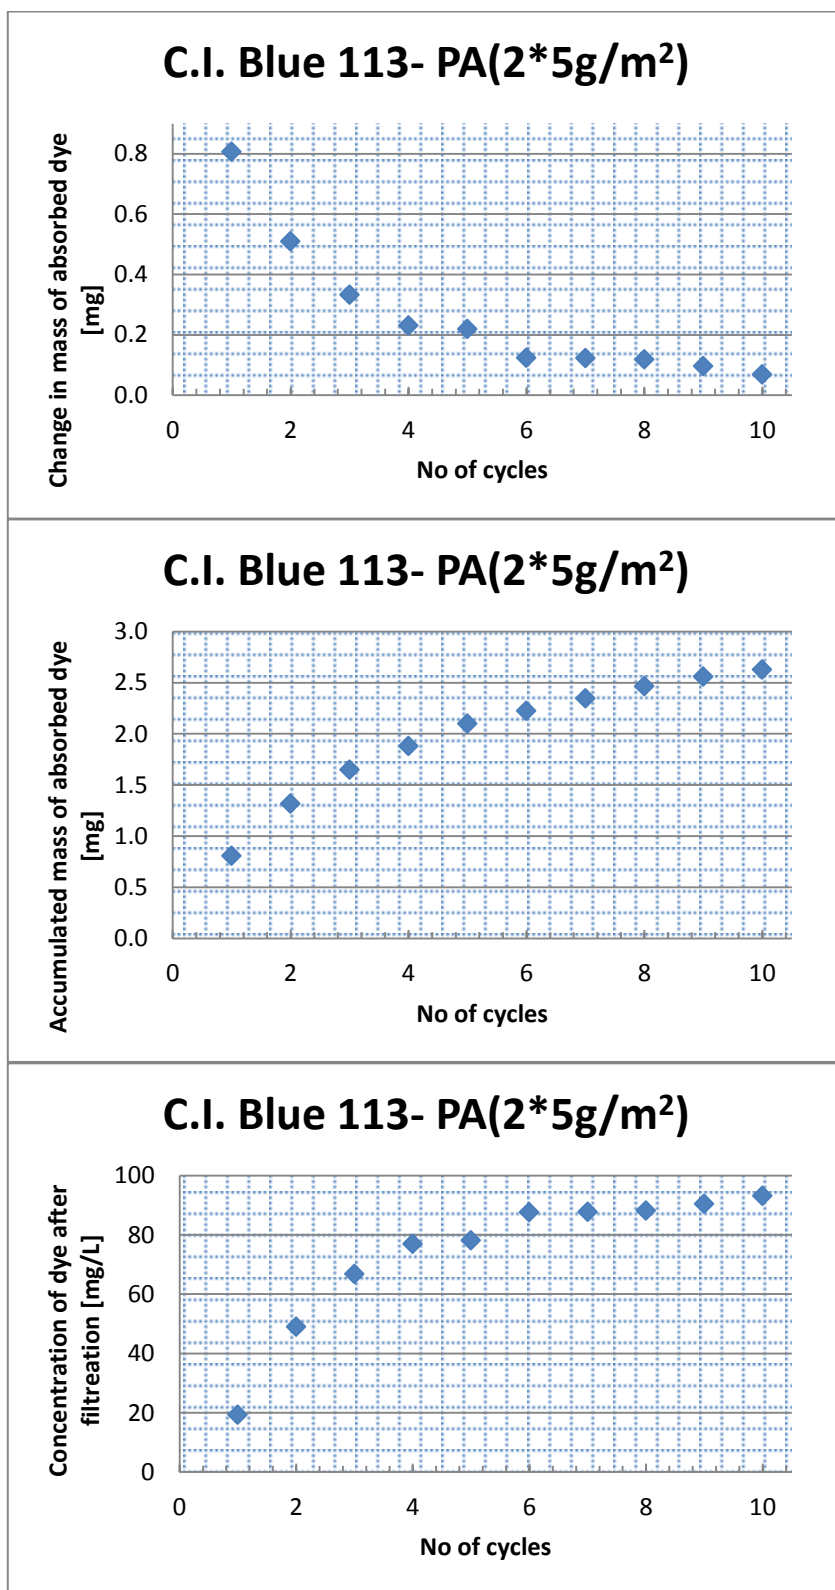 C.I. Blue 113- PA(2*5g/m²)
Change in mass of absorbed dye
[mg]
0.8
0.6
0.4
0.2
0.0
0 2 4 6 8 10
No of cycles
C.I. Blue 113- PA(2*5g/m²)
Accumulated mass of absorbed dye
[mg]
3.0
2.5
2.0
1.5
1.0
0.5
0.0
0 2 4 6 8 10
No of cycles
C.I. Blue 113- PA(2*5g/m²)
Concentration of dye after
filtreation [mg/L]
100
80
60
40
20
0
0 2 4 6 8 10
No of cycles